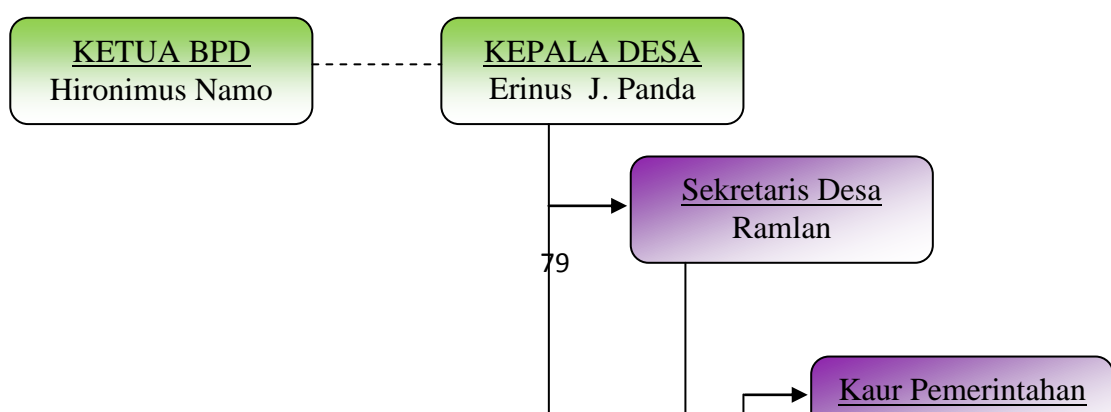 KETUA BPD
Hironimus Namo
KEPALA DESA
Erinus J. Panda
Sekretaris Desa
Ramlan
79
Kaur Pemerintahan